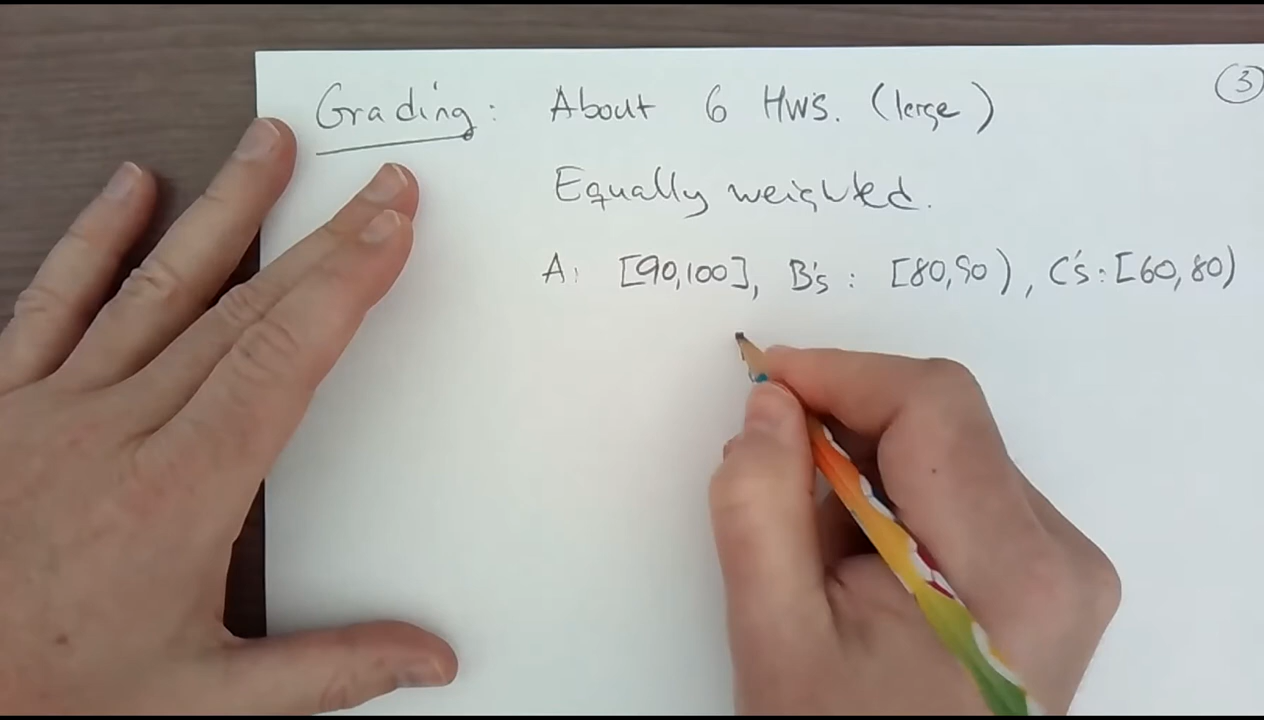 Grading: About 6 HWS. (large) 3
Equally weighted.
A: [90,100], B's: [80,90), C's: [60,80)